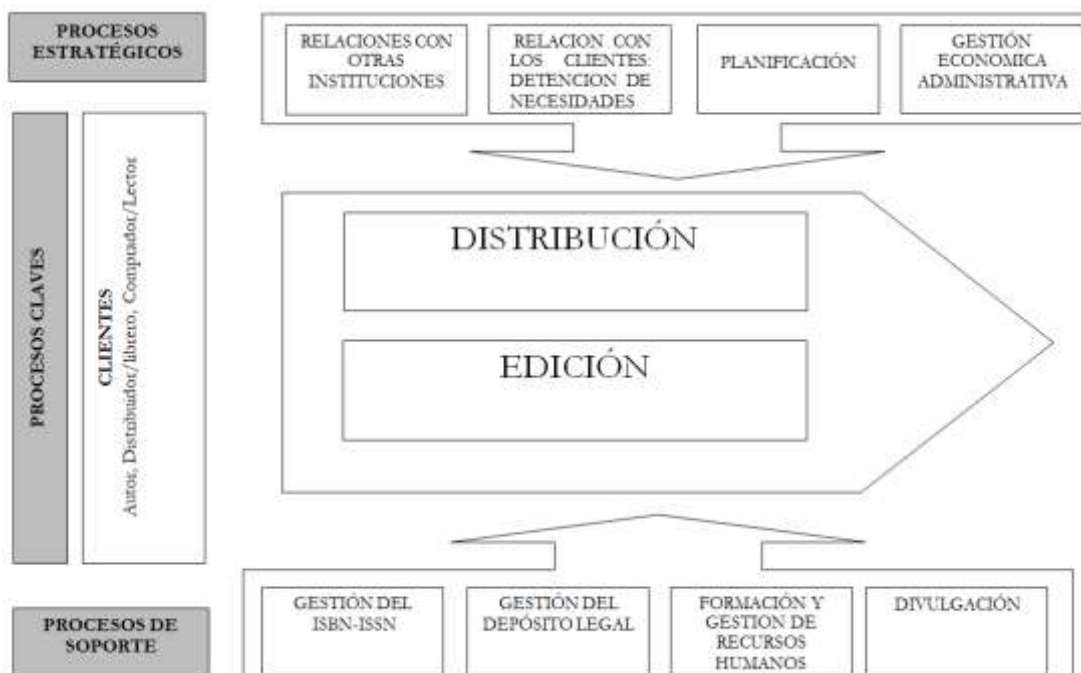 PROCESOS
ESTRATÉGICOS
RELACIONES CON
OTRAS
INSTITUCIONES
RELACION CON
LOS CLIENTES:
DETENCION DE
NECESIDADES
PLANIFICACIÓN
GESTIÓN
ECONOMICA
ADMINISTRATIVA
PROCESOS CLAVES
CLIENTES
Autor, Distribuidor/librero, Comprador/Lector
DISTRIBUCIÓN
EDICIÓN
PROCESOS DE
SOPORTE
GESTIÓN DEL
ISBN-ISSN
GESTIÓN DEL
DEPÓSITO LEGAL
FORMACIÓN Y
GESTION DE
RECURSOS
HUMANOS
DIVULGACIÓN